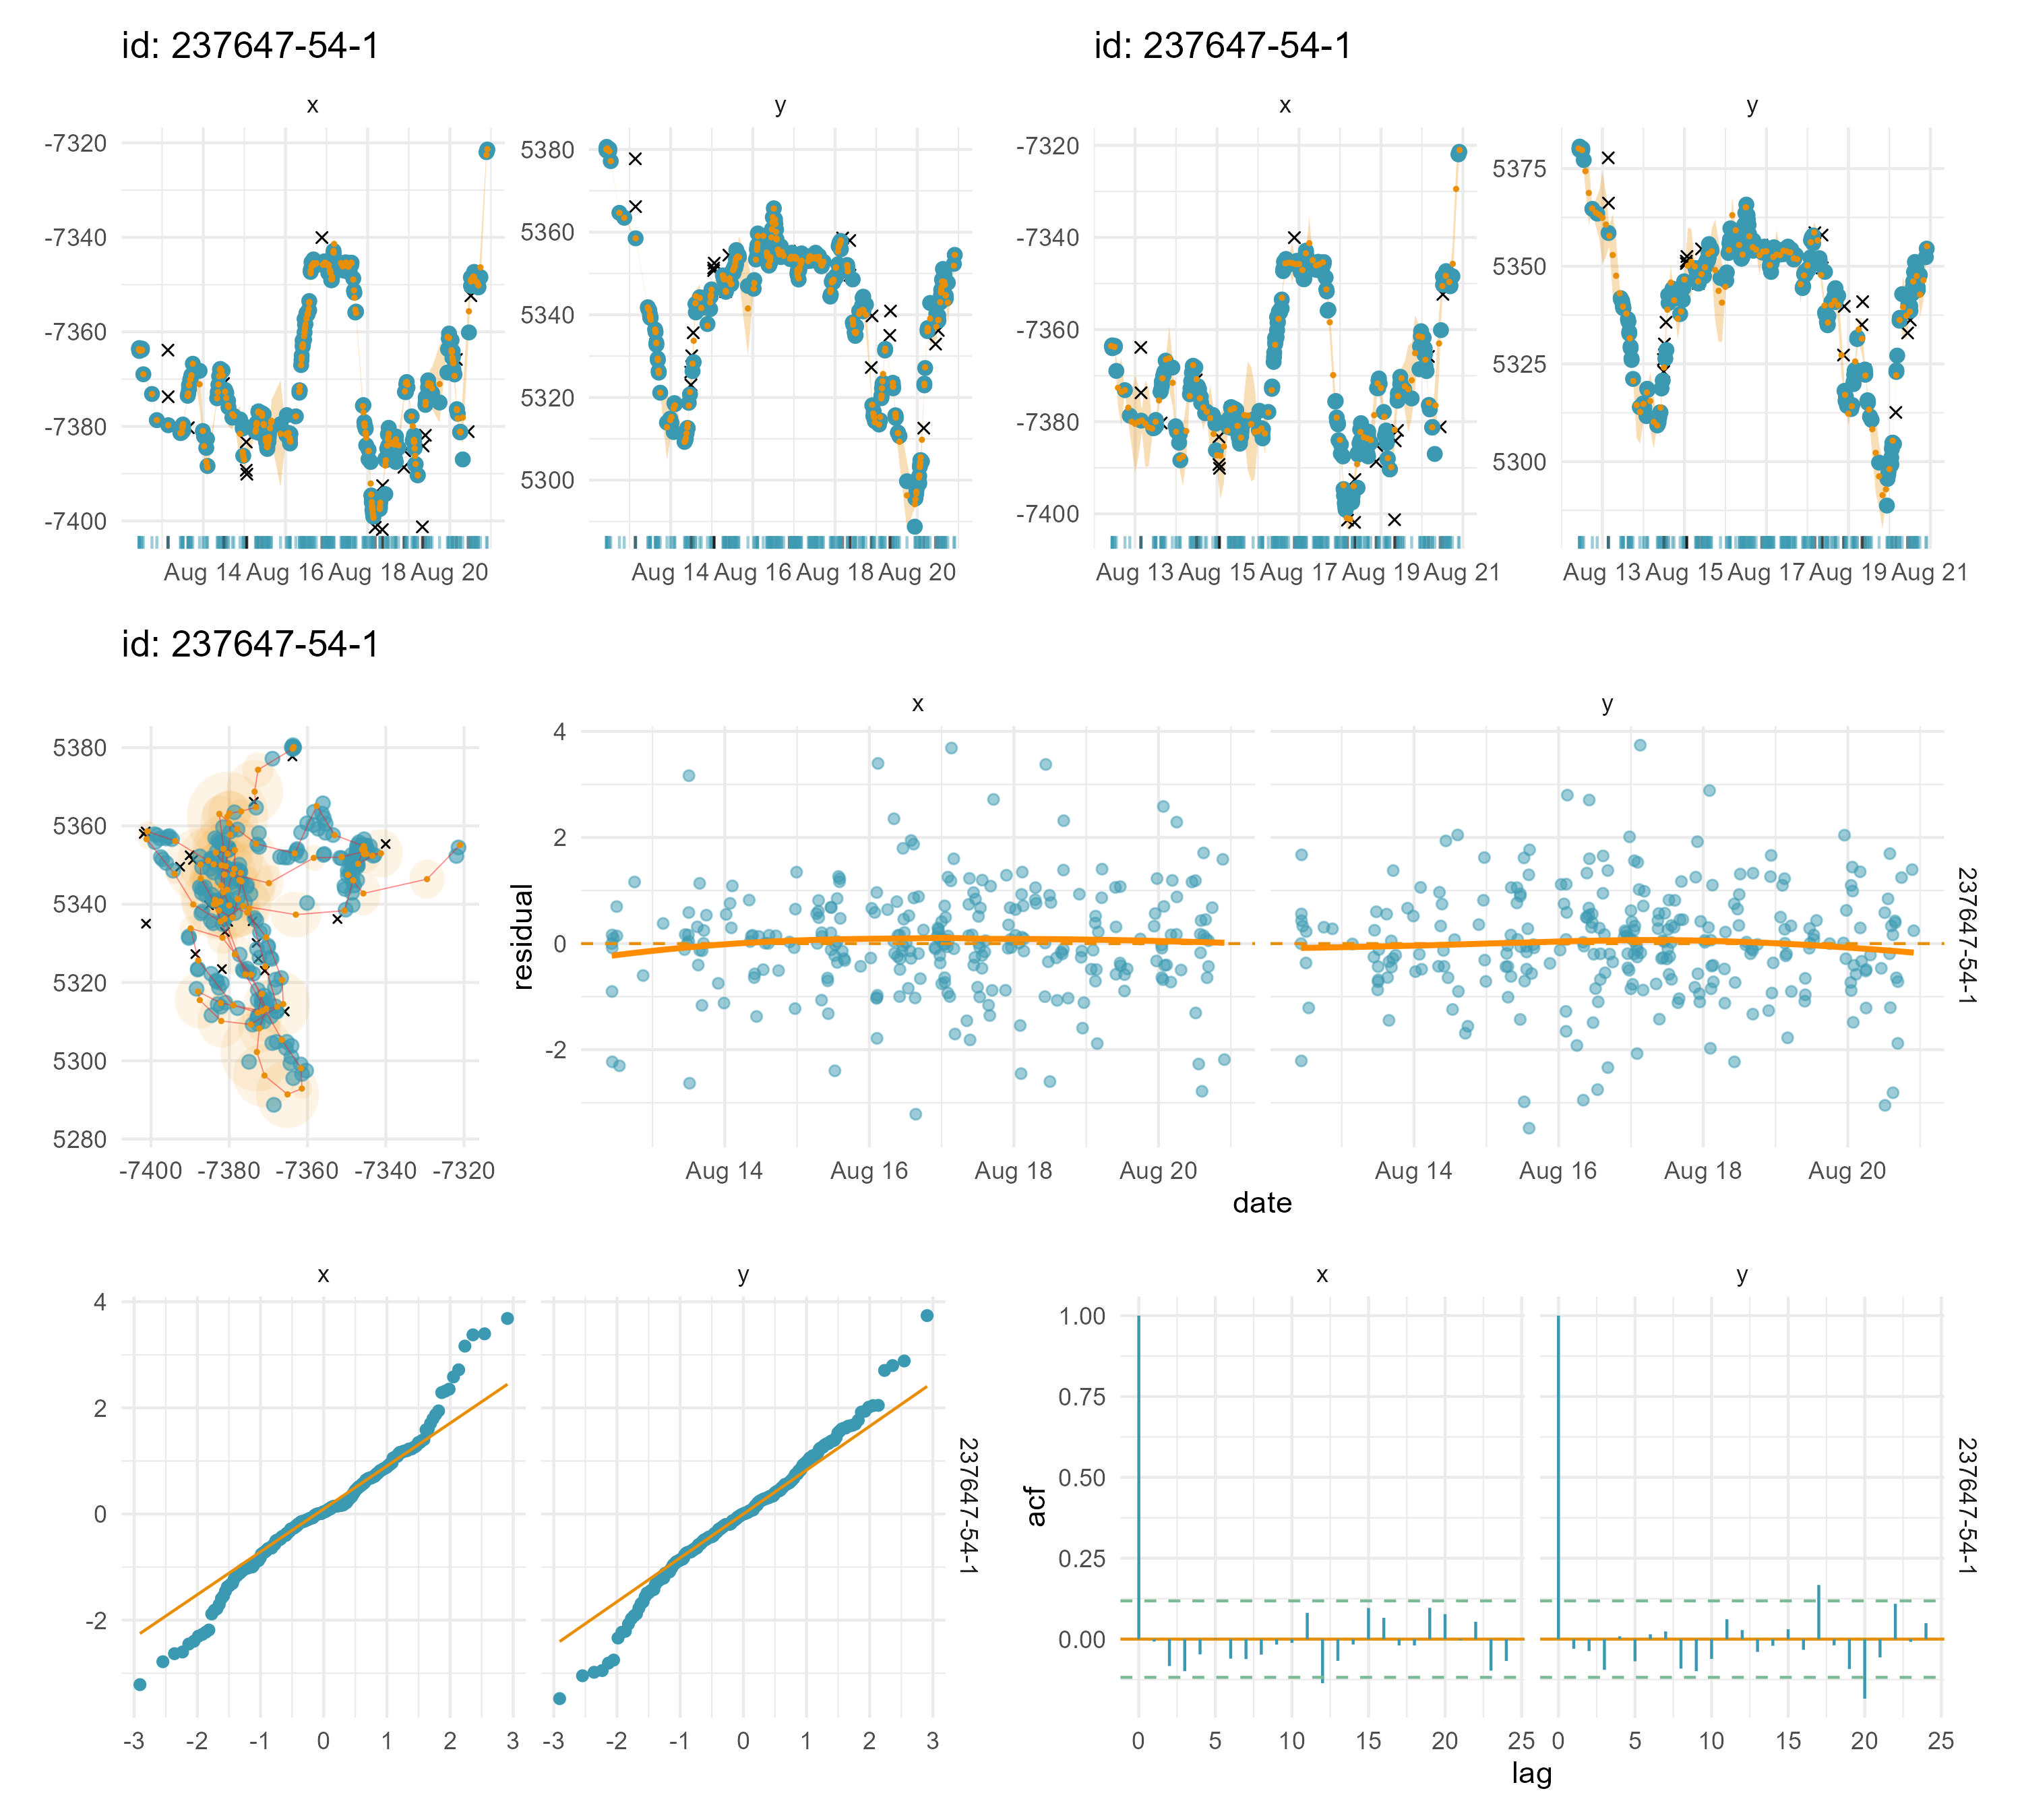 id: 237647-54-1
id: 237647-54-1
x
y
x
y
-7320
-7340
-7360
-7380
-7400
5380
5360
5340
5320
5300
-7320
-7340
-7360
-7380
-7400
5375
5350
5325
5300
Aug 14 Aug 16 Aug 18 Aug 20
Aug 14 Aug 16 Aug 18 Aug 20
Aug 13 Aug 15 Aug 17 Aug 19 Aug 21
Aug 13 Aug 15 Aug 17 Aug 19 Aug 21
id: 237647-54-1
5380
5360
5340
5320
5300
5280
-7400 -7380 -7360 -7340 -7320
x
y
residual
4
2
0
-2
237647-54-1
Aug 14 Aug 16 Aug 18 Aug 20
Aug 14 Aug 16 Aug 18 Aug 20
date
x
y
4
2
0
-2
237647-54-1
-3 -2 -1 0 1 2 3
-3 -2 -1 0 1 2 3
x
y
acf
1.00
0.75
0.50
0.25
0.00
237647-54-1
0 5 10 15 20 25
0 5 10 15 20 25
lag